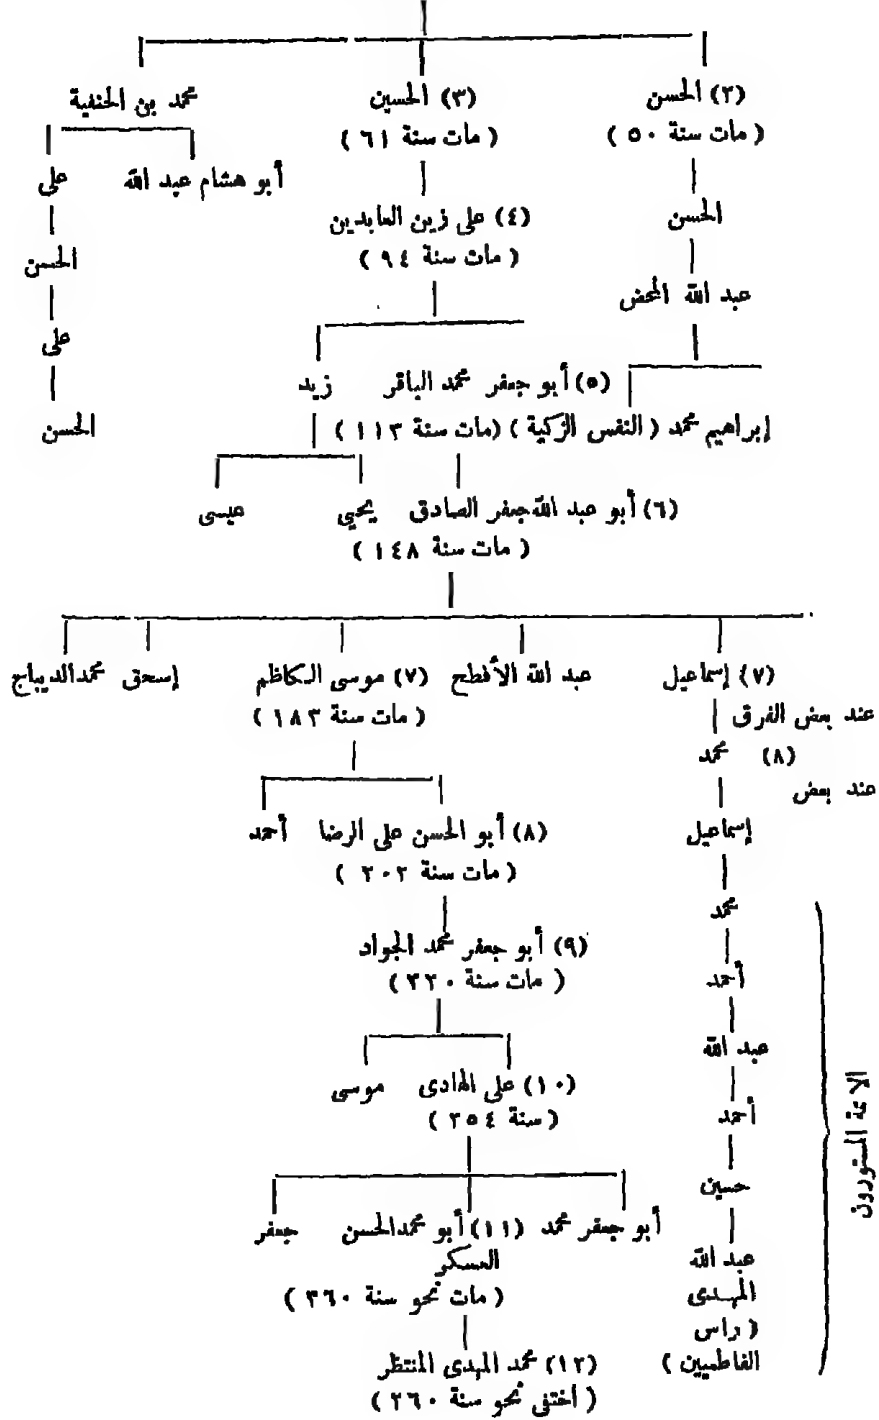 (٢) الحسن (٣) الحسين محمد بن الحنفية
( مات سنة ٥٠ ) ( مات سنة ٦١ )
أبو هشام عبد الله على
الحسن (٤) على زين العابدين
( مات سنة ٩٤ ) الحسن
عبد الله المحض
على
(٥) أبو جعفر محمد الباقر زيد
إبراهيم محمد ( النفس الزكية ) (مات سنة ١١٣ ) الحسن
(٦) أبو عبد الله جعفر الصادق يحيى عيسى
( مات سنة ١٤٨ )
(٧) إسماعيل عبد الله الأفطح (٧) موسى الكاظم إسحق محمد الديباج
عند بعض الفرق ( مات سنة ١٨٣ )
(٨) محمد
عند بعض
إسماعيل (٨) أبو الحسن على الرضا أحمد
( مات سنة ٢٠٢ )
محمد
(٩) أبو جعفر محمد الجواد
أحمد ( مات سنة ٢٢٠ )
عبد الله
(١٠) على الهادى موسى
أحمد ( سنة ٢٥٤ )
حسين
أبو جعفر محمد (١١) أبو محمد الحسن جعفر
عبد الله العسكر
المهدى ( مات نحو سنة ٢٦٠ )
( راس
الفاطميين ) (١٢) محمد المهدى المنتظر
( أختفى نحو سنة ٢٦٠ )
الائمة المستورون